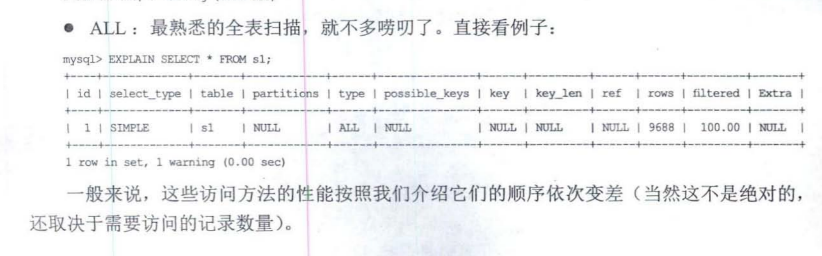 ● ALL：最熟悉的全表扫描，就不多唠叨了。直接看例子：
mysql> EXPLAIN SELECT * FROM s1;
+----+-------------+-------+------------+------+---------------+------+---------+------+------+----------+-------+
| id | select_type | table | partitions | type | possible_keys | key | key_len | ref | rows | filtered | Extra |
+----+-------------+-------+------------+------+---------------+------+---------+------+------+----------+-------+
| 1 | SIMPLE | s1 | NULL | ALL | NULL | NULL | NULL | NULL | 9688 | 100.00 | NULL |
+----+-------------+-------+------------+------+---------------+------+---------+------+------+----------+-------+
1 row in set, 1 warning (0.00 sec)
一般来说，这些访问方法的性能按照我们介绍它们的顺序依次变差（当然这不是绝对的，
还取决于需要访问的记录数量）。